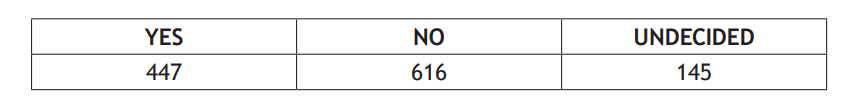 YES NO UNDECIDED
447 616 145